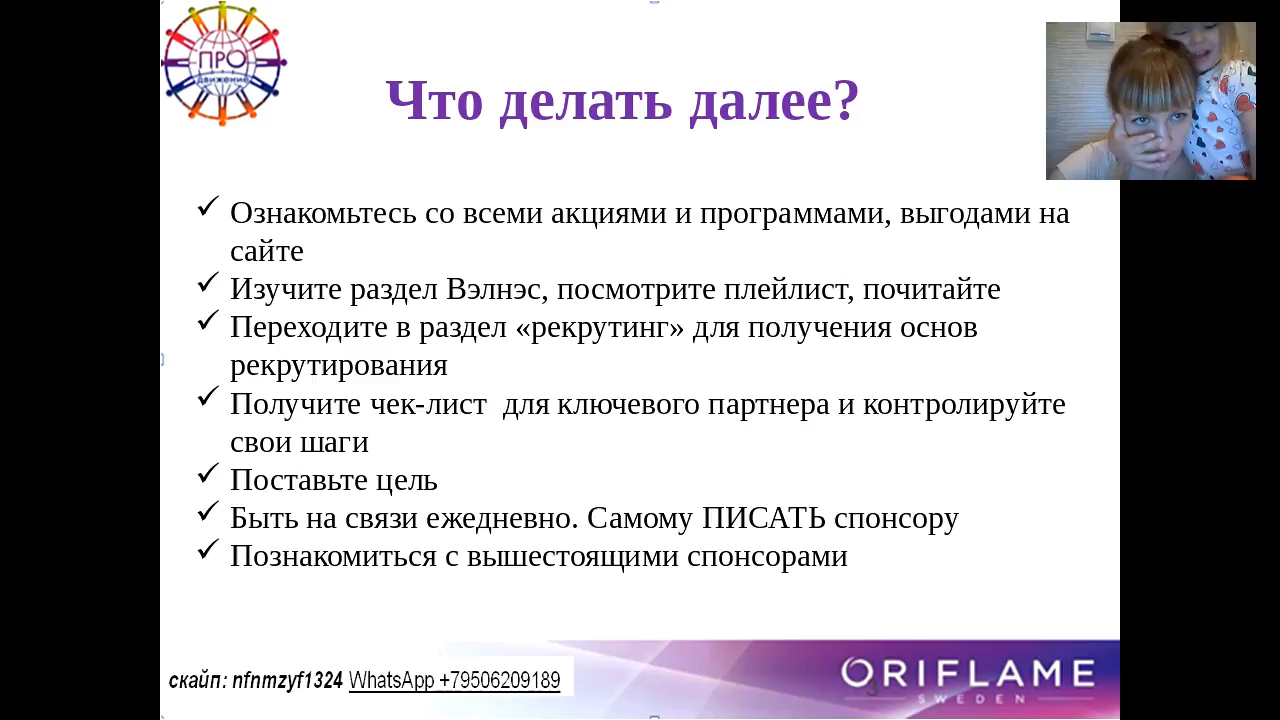 ПРО
движение
Что делать далее?
Ознакомьтесь со всеми акциями и программами, выгодами на
сайте
Изучите раздел Вэлнэс, посмотрите плейлист, почитайте
Переходите в раздел «рекрутинг» для получения основ
рекрутирования
Получите чек-лист  для ключевого партнера и контролируйте
свои шаги
Поставьте цель
Быть на связи ежедневно. Самому ПИСАТЬ спонсору
Познакомиться с вышестоящими спонсорами
скайп: nfnmzyf1324 WhatsApp +79506209189
ORIFLAME
SWEDEN